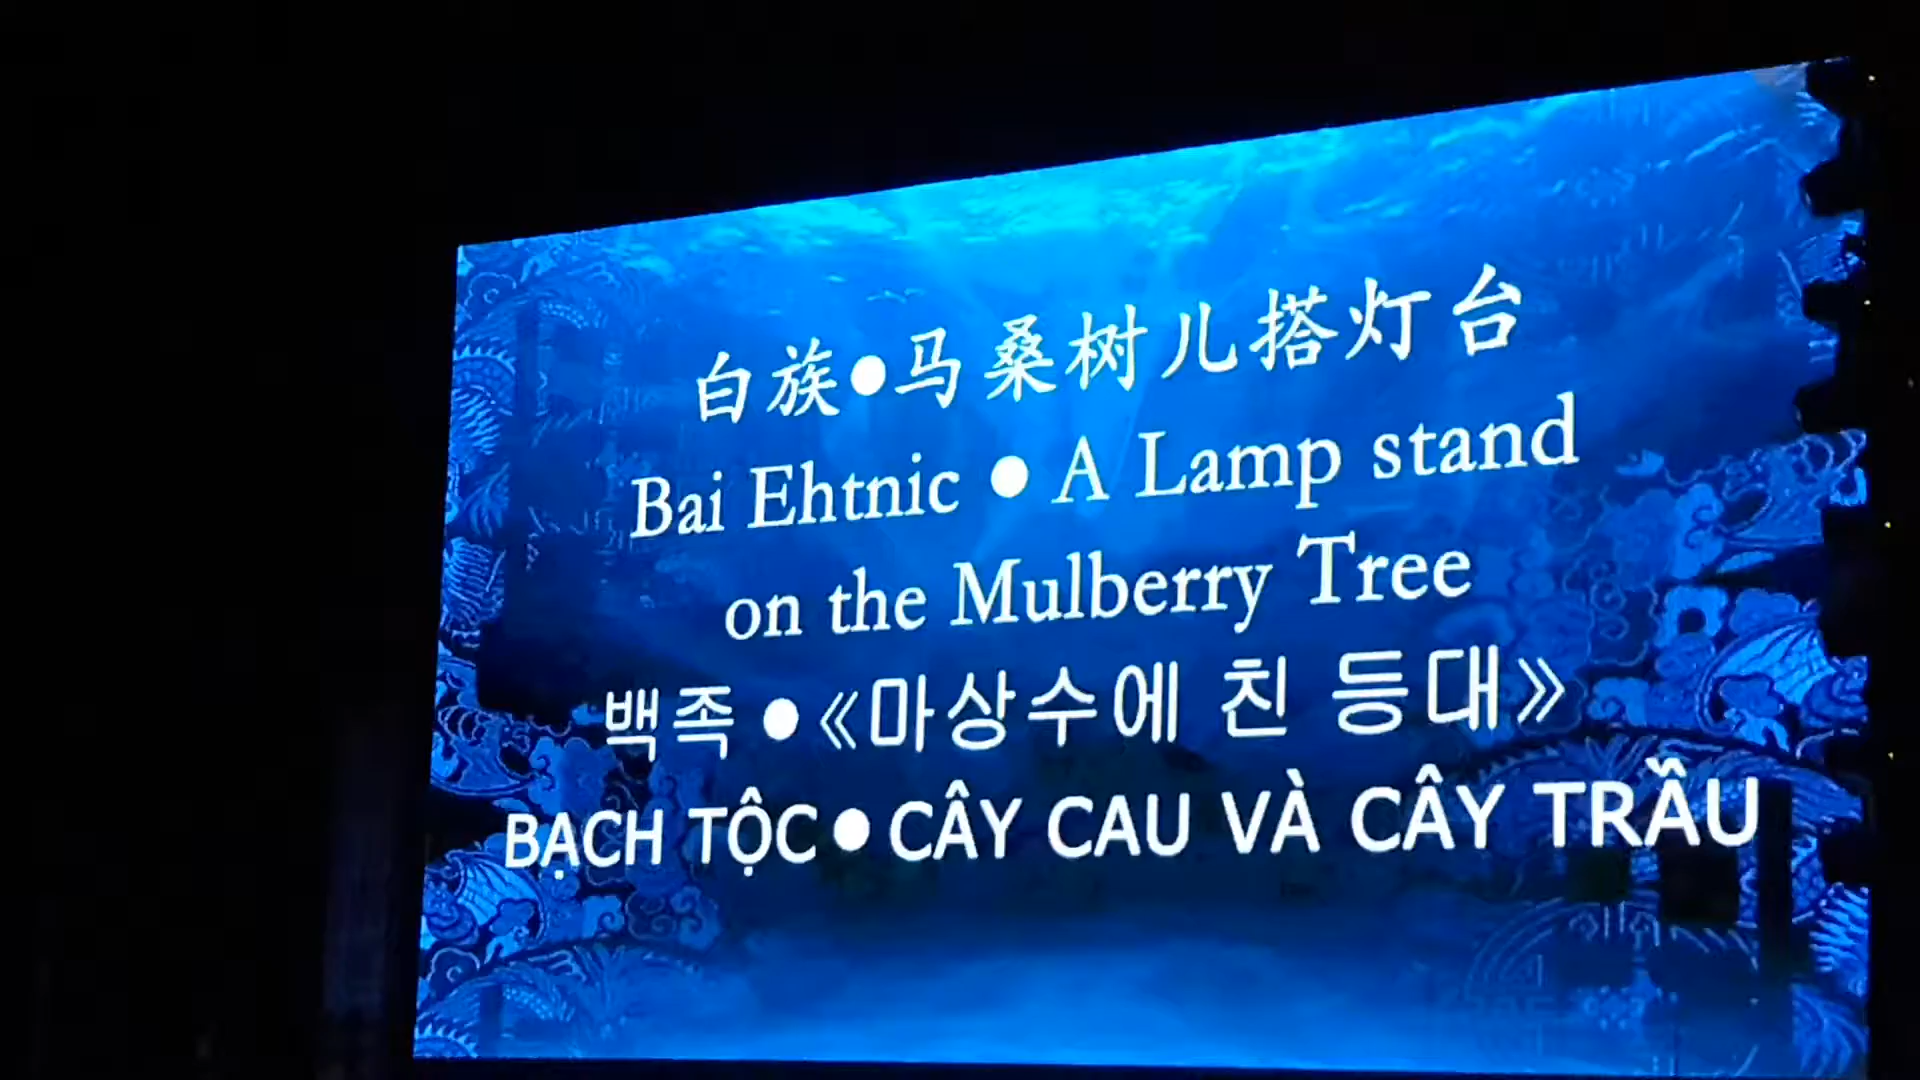 白族●马桑树儿搭灯台
Bai Ehtnic ● A Lamp stand
on the Mulberry Tree
백족 ●《마상수에 친 등대》
BẠCH TỘC ● CÂY CAU VÀ CÂY TRẦU